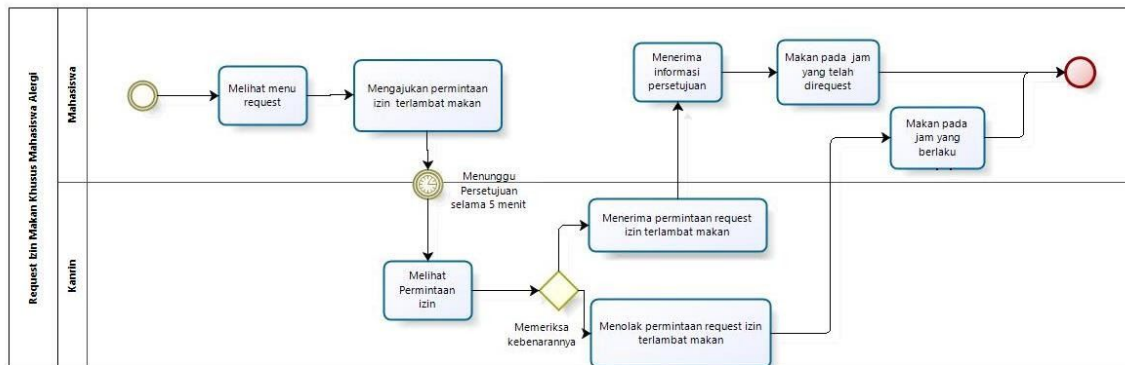 Request Izin Makan Khusus Mahasiswa Alergi
Mahasiswa
Melihat menu
request
Mengajukan permintaan
izin terlambat makan
Menunggu
Persetujuan
selama 5 menit
Menerima
informasi
persetujuan
Makan pada jam
yang telah
direquest
Makan pada
jam yang
berlaku
Kanrin
Melihat
Permintaan
izin
Memeriksa
kebenarannya
Menerima permintaan request
izin terlambat makan
Menolak permintaan request izin
terlambat makan